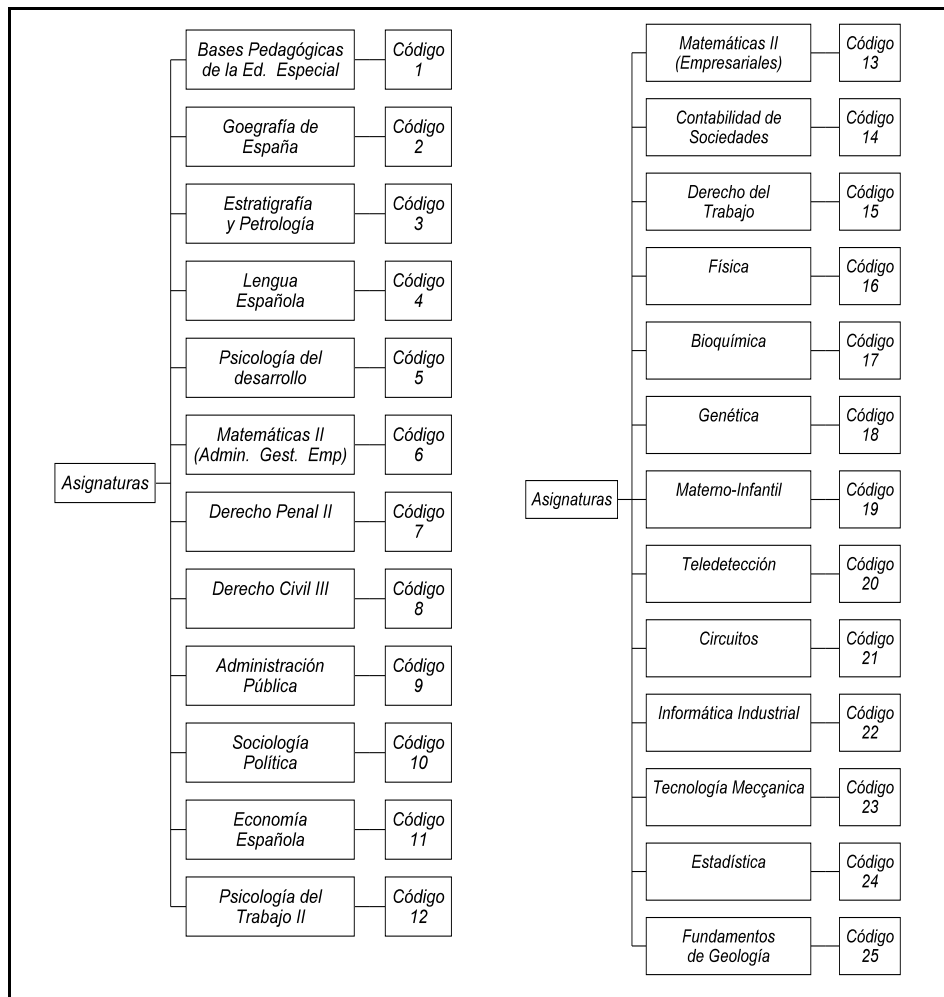 Asignaturas
Bases Pedagógicas
de la Ed. Especial
Código
1
Goegrafía de
España
Código
2
Estratigrafía
y Petrología
Código
3
Lengua
Española
Código
4
Psicología del
desarrollo
Código
5
Matemáticas II
(Admin. Gest. Emp)
Código
6
Derecho Penal II
Código
7
Derecho Civil III
Código
8
Administración
Pública
Código
9
Sociología
Política
Código
10
Economía
Española
Código
11
Psicología del
Trabajo II
Código
12
Asignaturas
Matemáticas II
(Empresariales)
Código
13
Contabilidad de
Sociedades
Código
14
Derecho del
Trabajo
Código
15
Física
Código
16
Bioquímica
Código
17
Genética
Código
18
Materno-Infantil
Código
19
Teledetección
Código
20
Circuitos
Código
21
Informática Industrial
Código
22
Tecnología Mecçanica
Código
23
Estadística
Código
24
Fundamentos
de Geología
Código
25